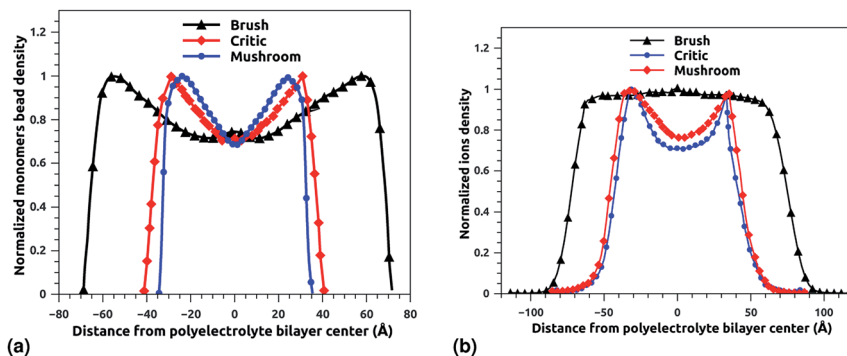 (a)
Normalized monomers bead density
1.2
1
0.8
0.6
0.4
0.2
0
Brush
Critic
Mushroom
−80 −60 −40 −20 0 20 40 60 80
Distance from polyelectrolyte bilayer center (Å)
(b)
Normalized ions density
1.2
1
0.8
0.6
0.4
0.2
0
Brush
Critic
Mushroom
−100 −50 0 50 100
Distance from polyelectrolyte bilayer center (Å)